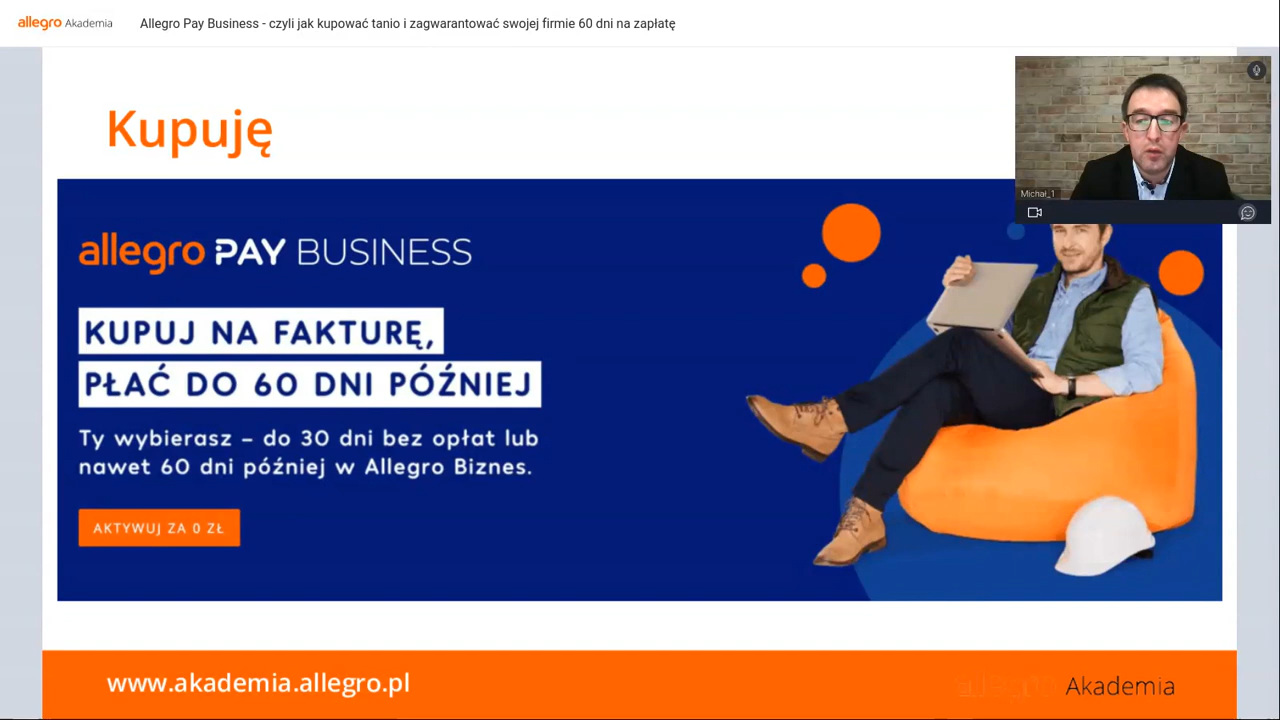 allegro Akademia
Allegro Pay Business - czyli jak kupować tanio i zagwarantować swojej firmie 60 dni na zapłatę
Kupuję
Michał_1
allegro PAY BUSINESS
KUPUJ NA FAKTURĘ,
PŁAĆ DO 60 DNI PÓŹNIEJ
Ty wybierasz – do 30 dni bez opłat lub
nawet 60 dni później w Allegro Biznes.
AKTYWUJ ZA 0 ZŁ
www.akademia.allegro.pl
allegro Akademia